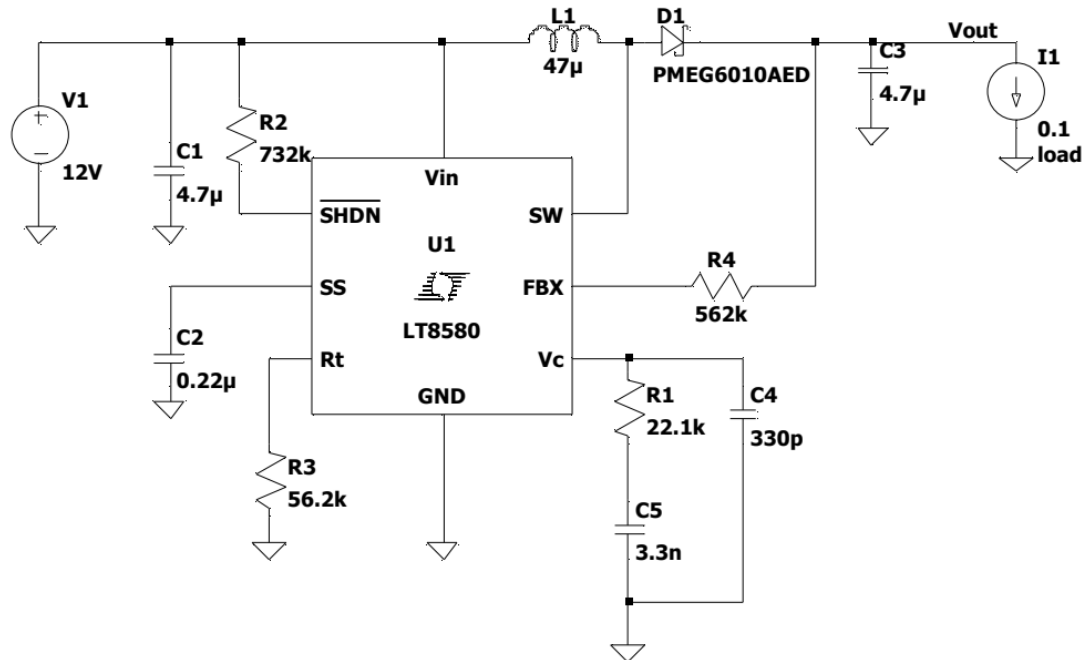 L1
47µ
D1
PMEG6010AED
Vout
C3
4.7µ
I1
0.1
load
V1
12V
C1
4.7µ
R2
732k
Vin
SHDN
SW
U1
SS
FBX
LT8580
Rt
Vc
GND
R4
562k
C2
0.22µ
R1
22.1k
C4
330p
R3
56.2k
C5
3.3n